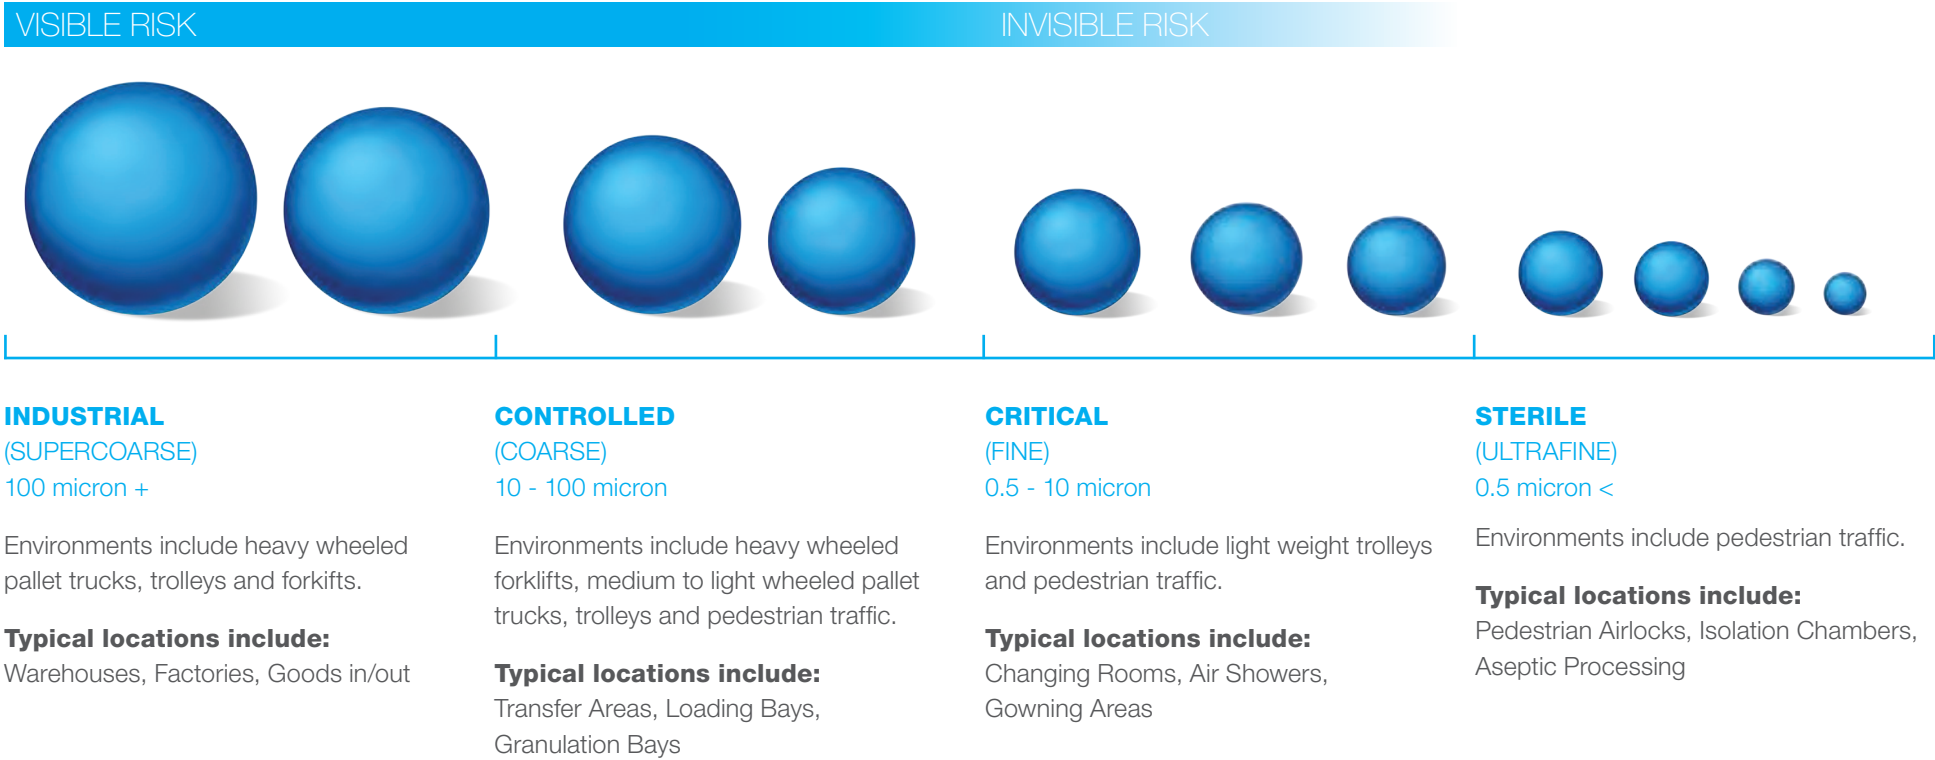 VISIBLE RISK
INVISIBLE RISK
INDUSTRIAL
(SUPERCOARSE)
100 micron +
Environments include heavy wheeled
pallet trucks, trolleys and forkifts.
Typical locations include:
Warehouses, Factories, Goods in/out
CONTROLLED
(COARSE)
10 - 100 micron
Environments include heavy wheeled
forklifts, medium to light wheeled pallet
trucks, trolleys and pedestrian traffic.
Typical locations include:
Transfer Areas, Loading Bays,
Granulation Bays
CRITICAL
(FINE)
0.5 - 10 micron
Environments include light weight trolleys
and pedestrian traffic.
Typical locations include:
Changing Rooms, Air Showers,
Gowning Areas
STERILE
(ULTRAFINE)
0.5 micron <
Environments include pedestrian traffic.
Typical locations include:
Pedestrian Airlocks, Isolation Chambers,
Aseptic Processing